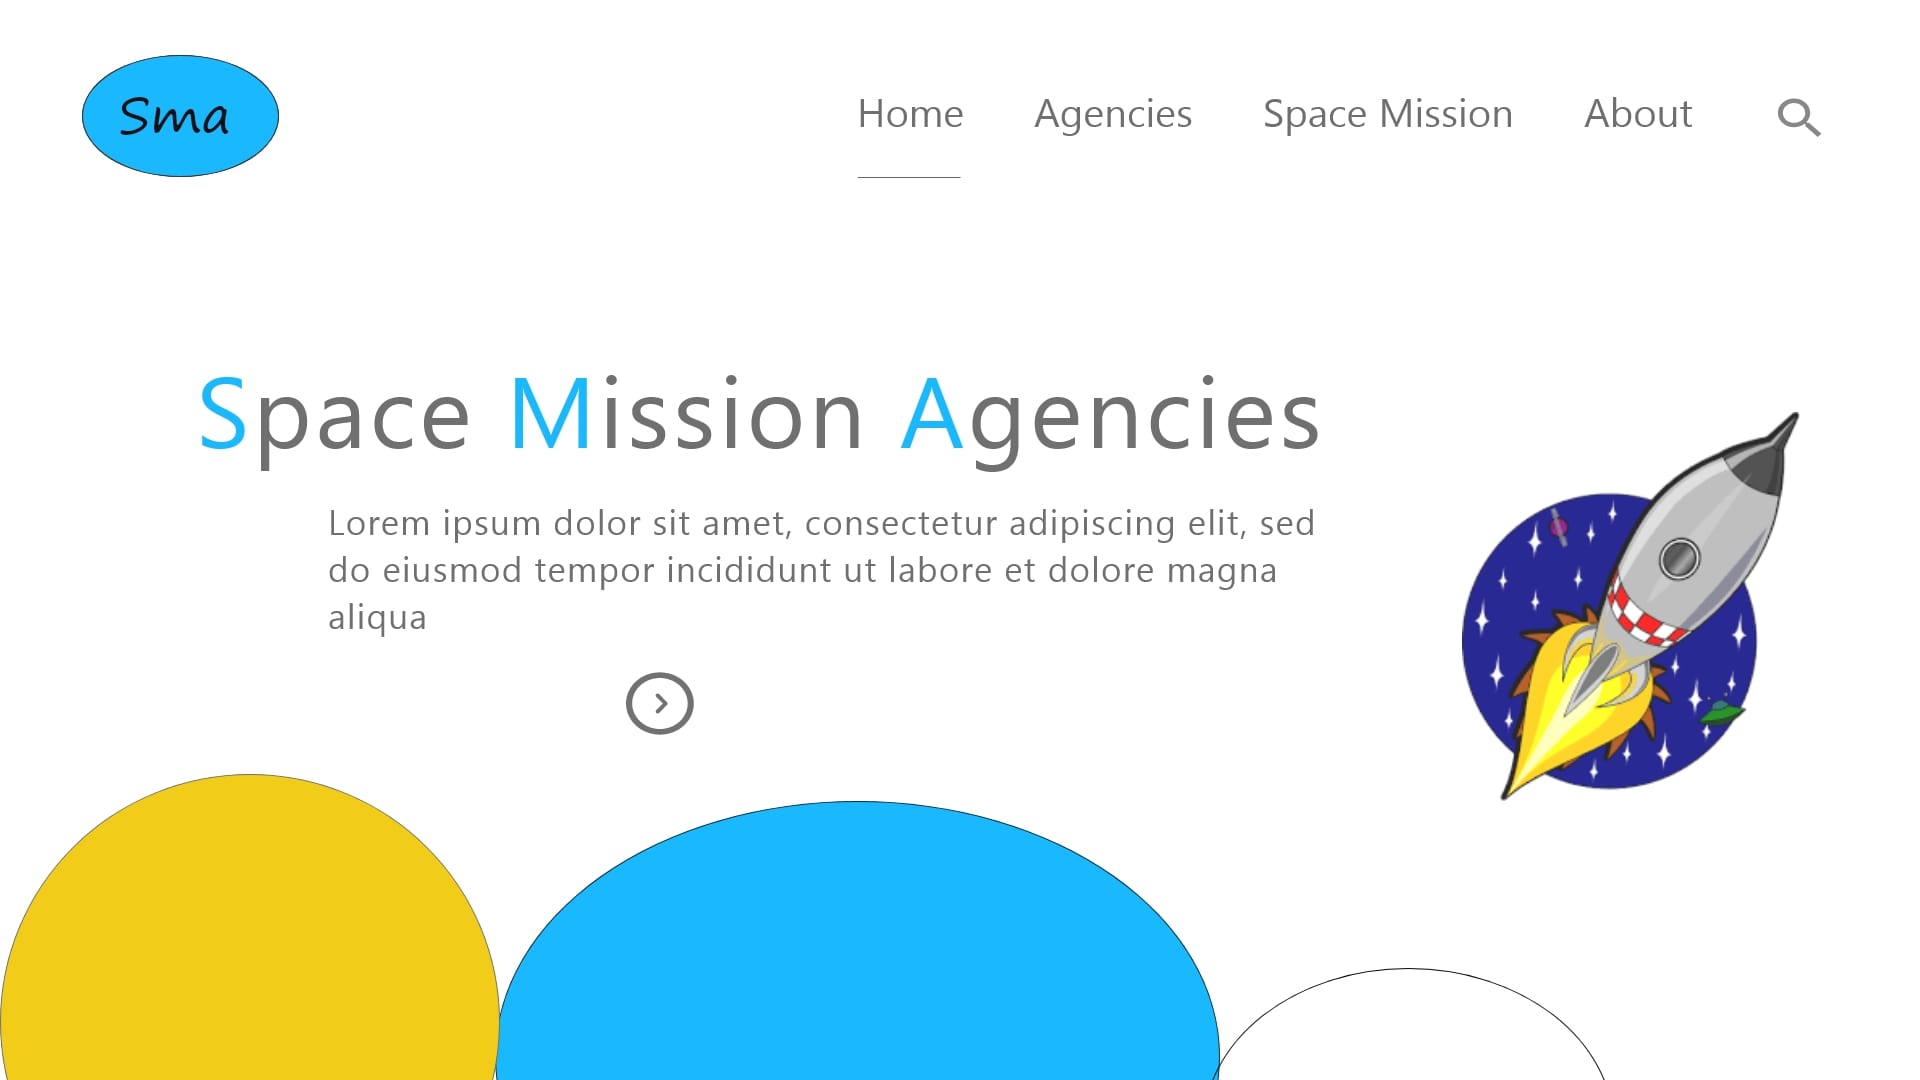 Sma
Home Agencies Space Mission About
Space Mission Agencies
Lorem ipsum dolor sit amet, consectetur adipiscing elit, sed
do eiusmod tempor incididunt ut labore et dolore magna
aliqua